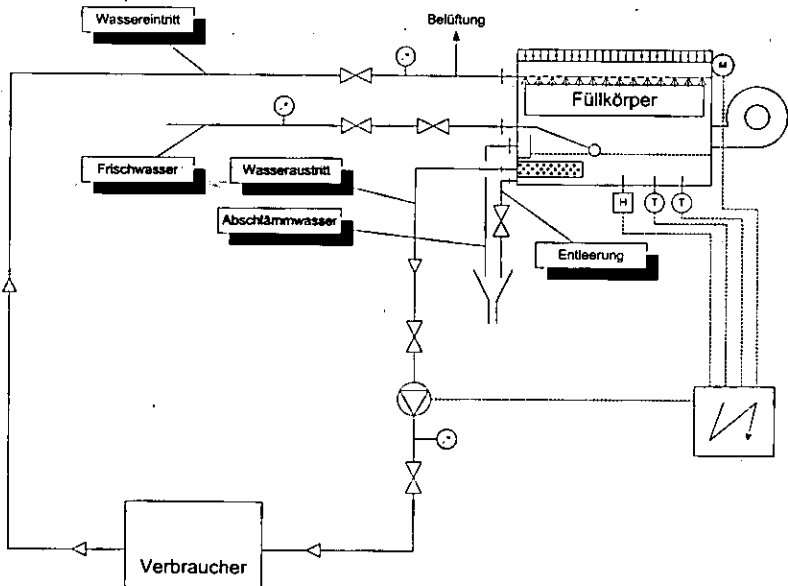 Wassereintritt
Belüftung
M
Füllkörper
Frischwasser
Wasseraustritt
Abschlämmwasser
H
T
T
Entleerung
Verbraucher